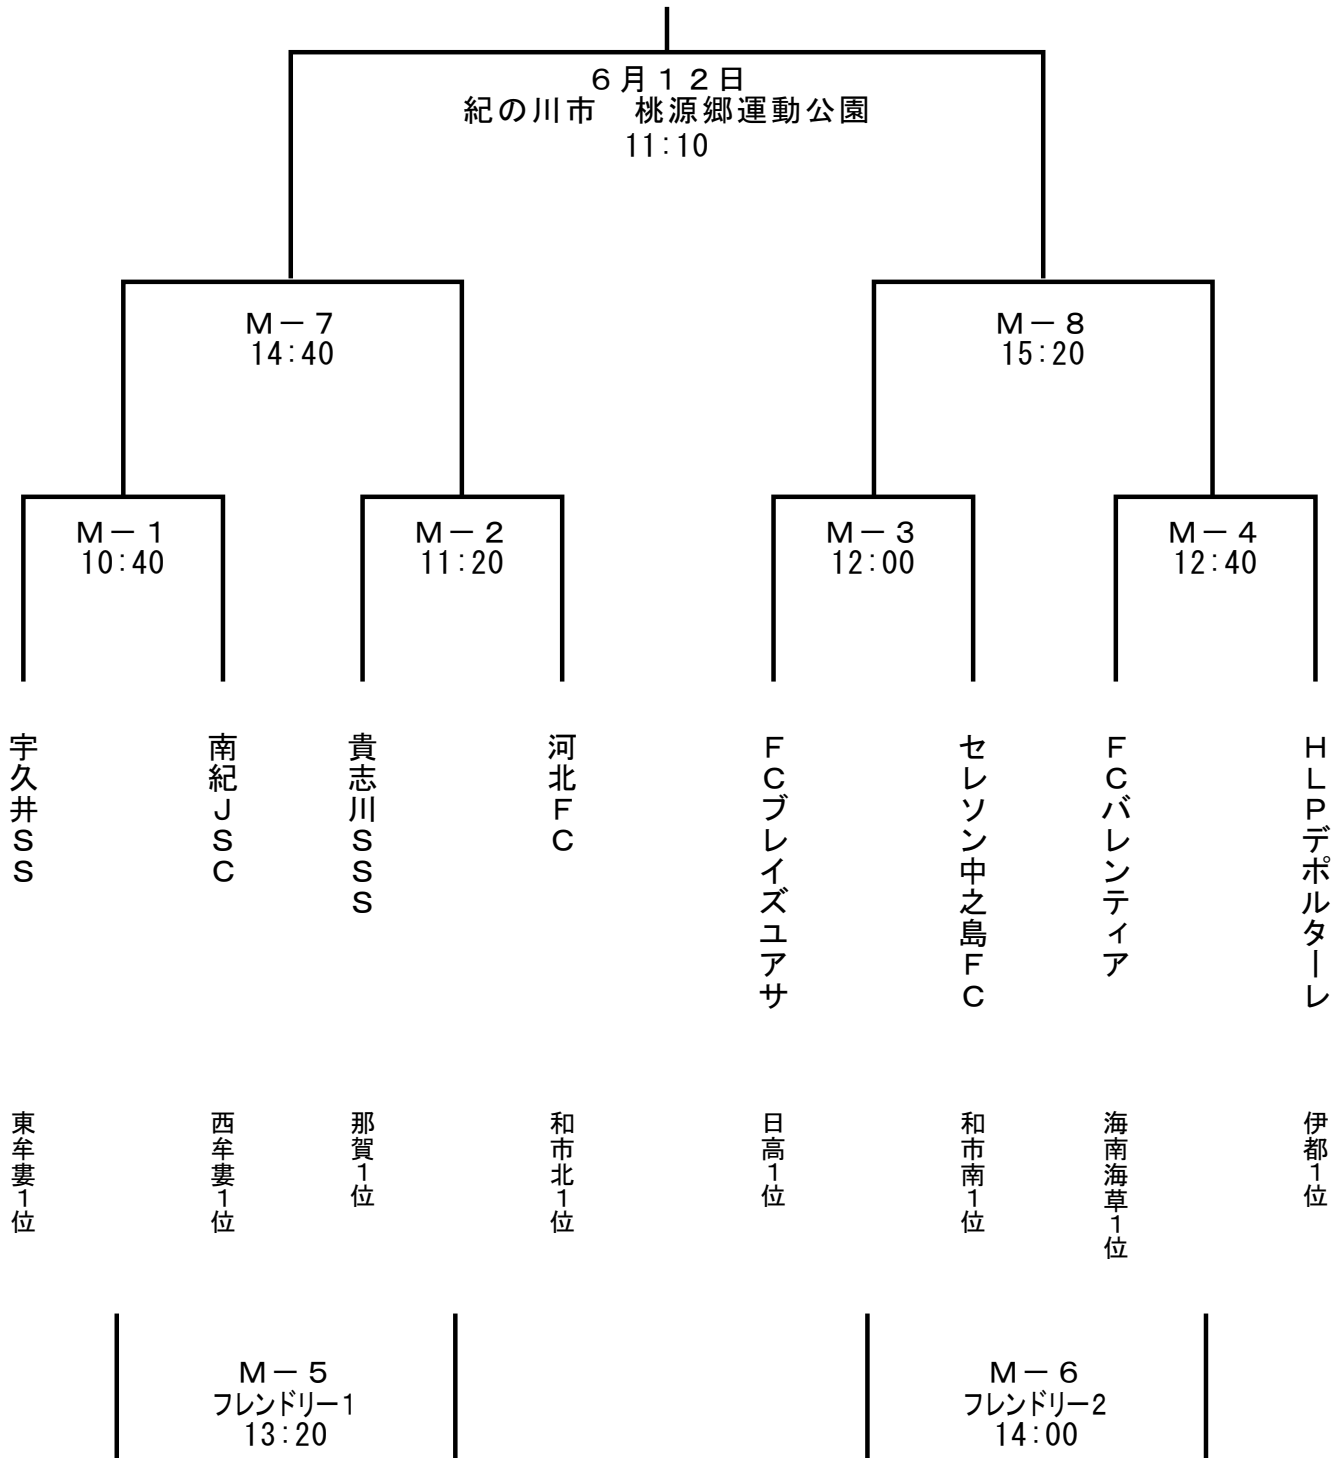 ６月１２日
紀の川市　桃源郷運動公園
11:10
Ｍ－７
14:40
Ｍ－８
15:20
Ｍ－１
10:40
Ｍ－２
11:20
Ｍ－３
12:00
Ｍ－４
12:40
宇久井ＳＳ
南紀ＪＳＣ
貴志川ＳＳＳ
河北ＦＣ
ＦＣブレイズユアサ
セレソン中之島ＦＣ
ＦＣバレンティア
ＨＬＰデポルターレ
東牟婁１位
西牟婁１位
那賀１位
和市北１位
日高１位
和市南１位
海南海草１位
伊都１位
Ｍ－５
フレンドリー1
13:20
Ｍ－６
フレンドリー2
14:00